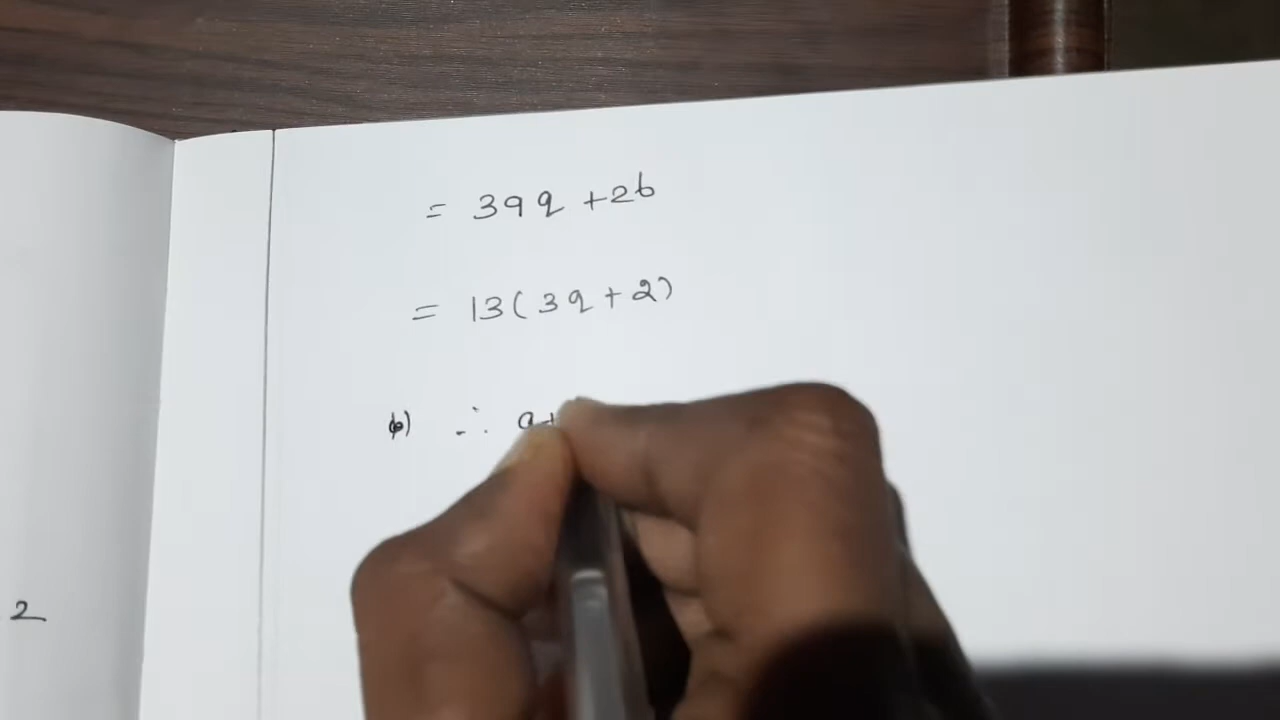 = 39q + 26
= 13(3q + 2)
∴ a+
2